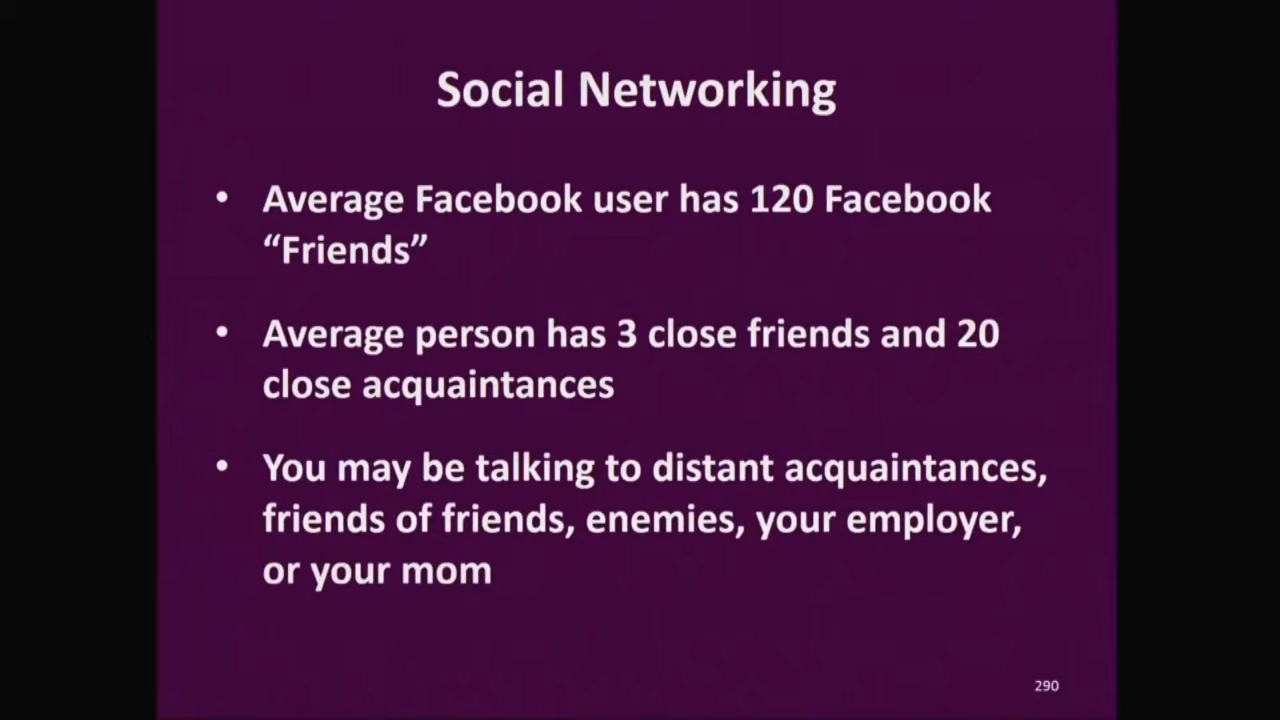 Social Networking
• Average Facebook user has 120 Facebook
“Friends”
• Average person has 3 close friends and 20
close acquaintances
• You may be talking to distant acquaintances,
friends of friends, enemies, your employer,
or your mom
290